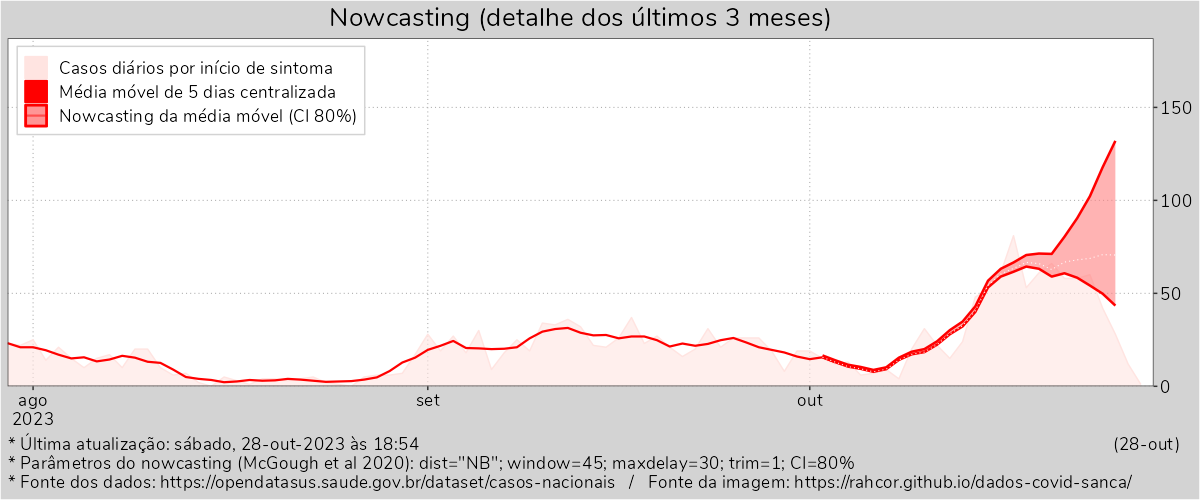 Nowcasting (detalhe dos últimos 3 meses)
Casos diários por início de sintoma
Média móvel de 5 dias centralizada
Nowcasting da média móvel (CI 80%)
150
100
50
0
ago
2023
set
out
* Última atualização: sábado, 28-out-2023 às 18:54
(28-out)
* Parâmetros do nowcasting (McGough et al 2020): dist="NB"; window=45; maxdelay=30; trim=1; CI=80%
* Fonte dos dados: https://opendatasus.saude.gov.br/dataset/casos-nacionais / Fonte da imagem: https://rahcor.github.io/dados-covid-sanca/